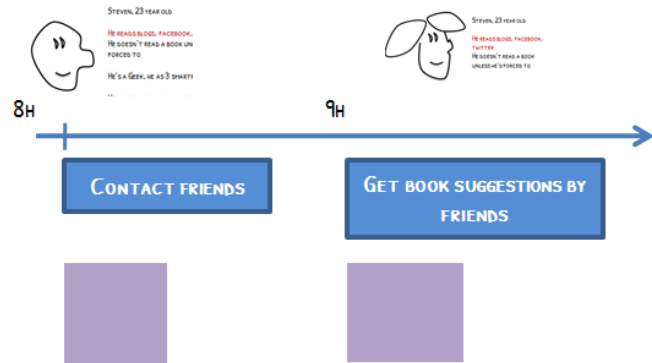 Steven, 23 year old
He reads blogs, facebook,
He doesn't read a book un
forced to
He's a Geek, he as 3 smart
Steven, 23 year old
He reads blogs, facebook,
twitter
He doesn't read a book
unless he's forced to
8h
9h
Contact friends
Get book suggestions by
friends